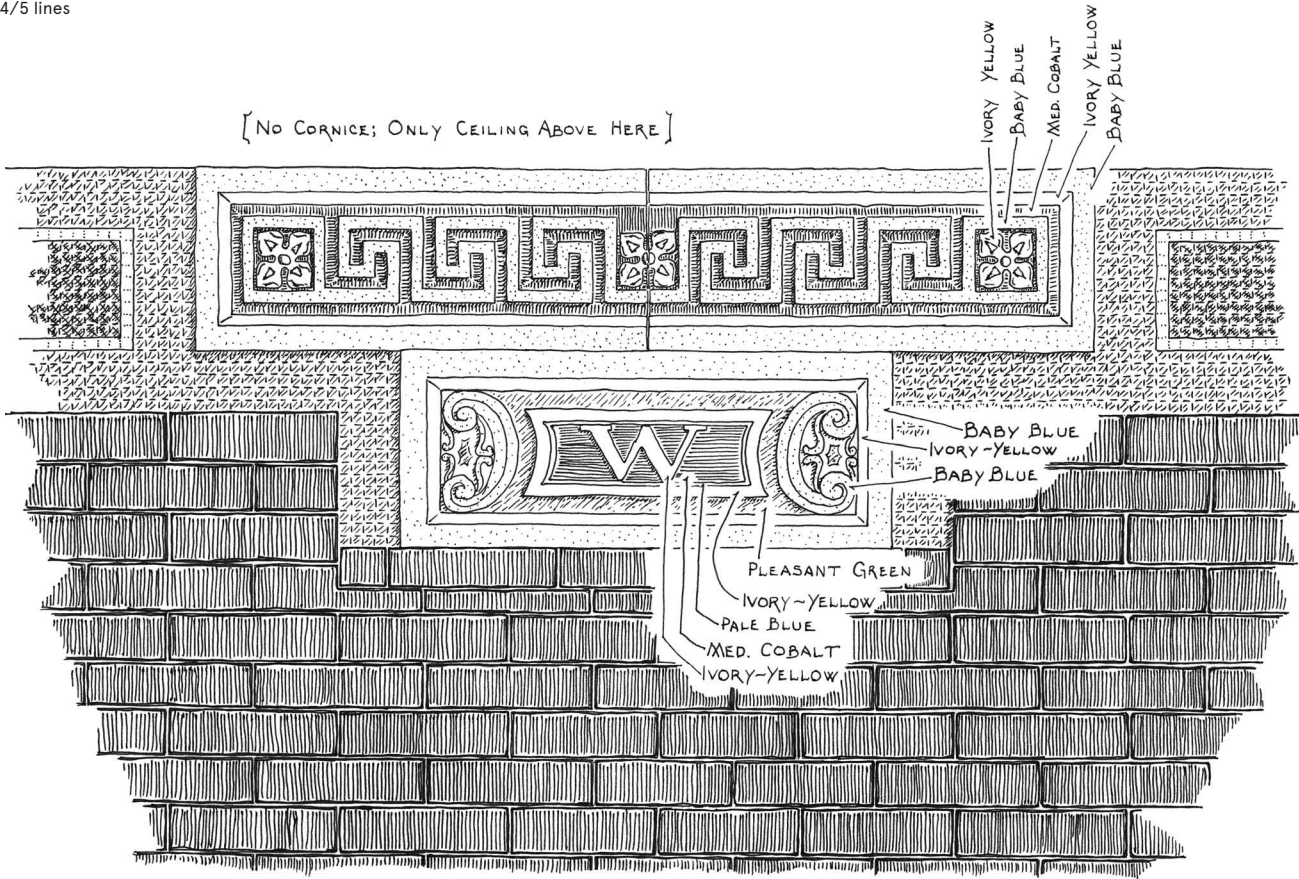 4/5 lines
IVORY YELLOW
BABY BLUE
MED. COBALT
IVORY YELLOW
BABY BLUE
[NO CORNICE; ONLY CEILING ABOVE HERE]
W
BABY BLUE
IVORY~YELLOW
BABY BLUE
PLEASANT GREEN
IVORY~YELLOW
PALE BLUE
MED. COBALT
IVORY~YELLOW